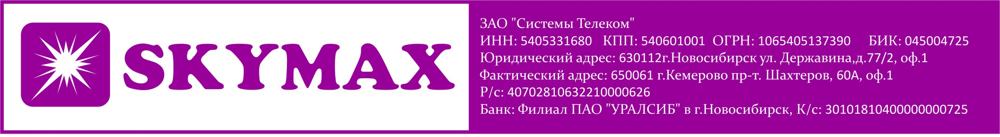 SKYMAX
ЗАО "Системы Телеком"
ИНН: 5405331680 КПП: 540601001 ОГРН: 1065405137390 БИК: 045004725
Юридический адрес: 630112г.Новосибирск ул. Державина,д.77/2, оф.1
Фактический адрес: 650061 г.Кемерово пр-т. Шахтеров, 60А, оф.1
Р/с: 40702810632210000626
Банк: Филиал ПАО "УРАЛСИБ" в г.Новосибирск, К/с: 30101810400000000725